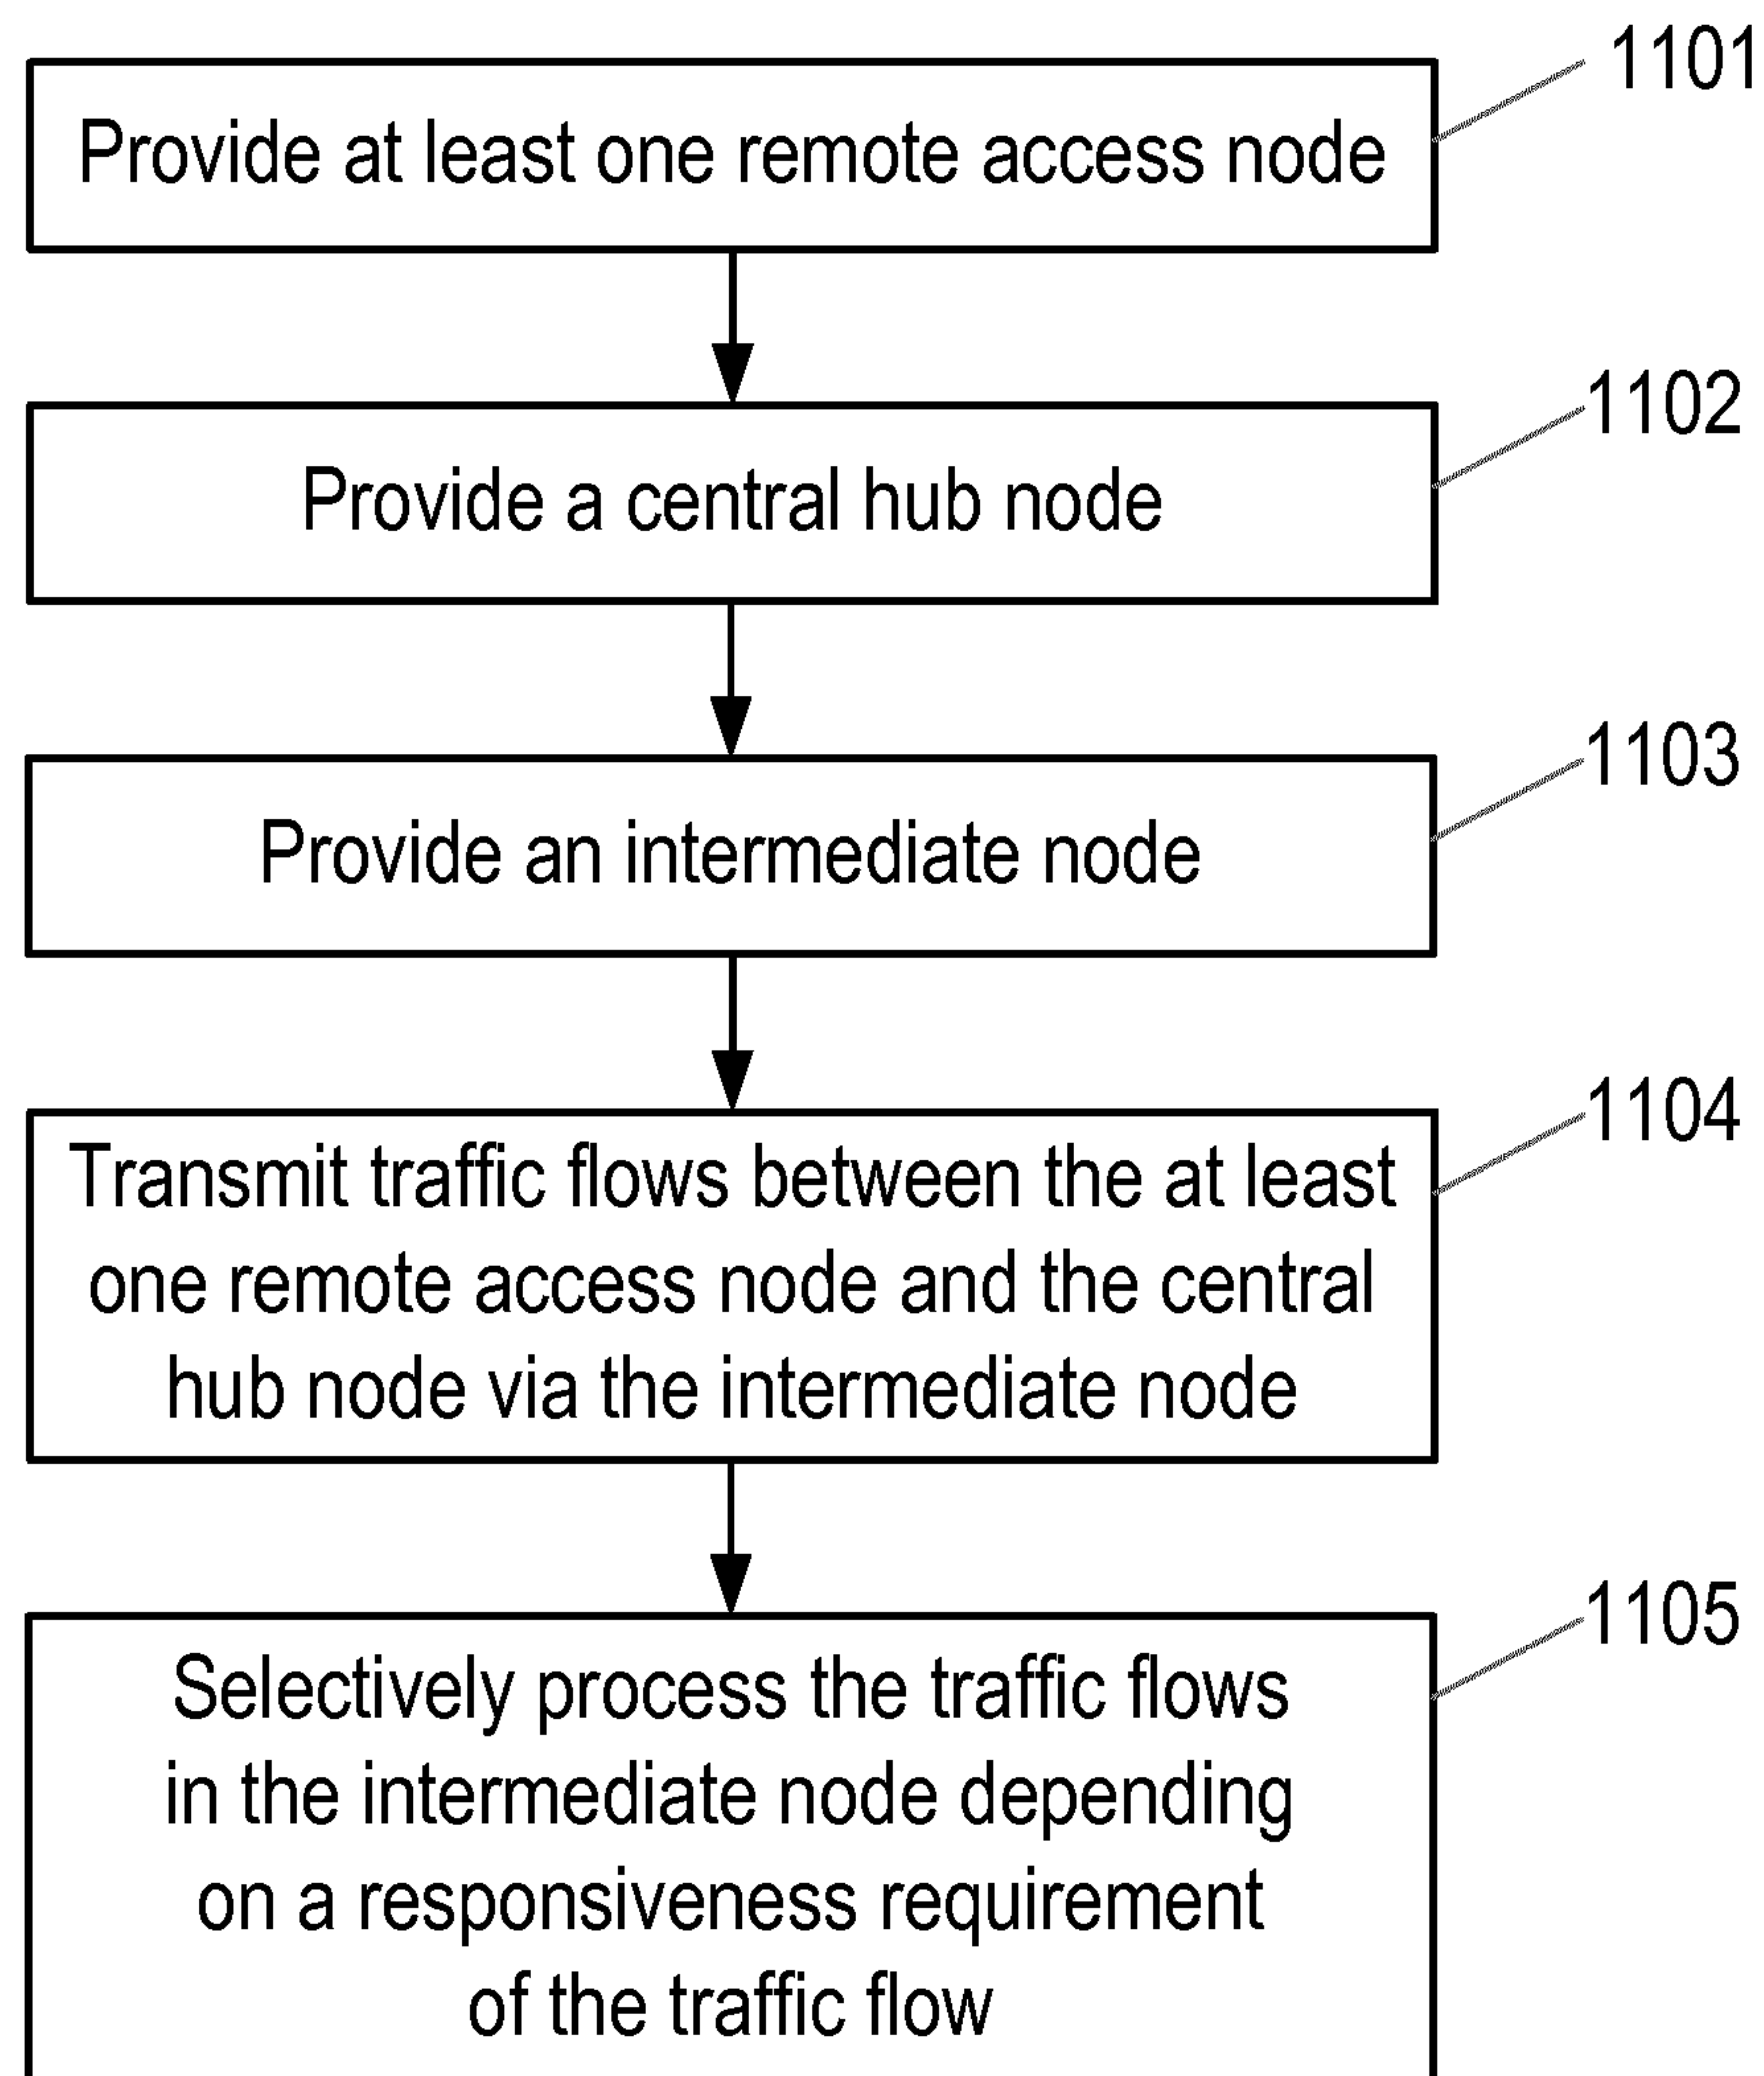 1101
Provide at least one remote access node
1102
Provide a central hub node
1103
Provide an intermediate node
1104
Transmit traffic flows between the at least
one remote access node and the central
hub node via the intermediate node
1105
Selectively process the traffic flows
in the intermediate node depending
on a responsiveness requirement
of the traffic flow